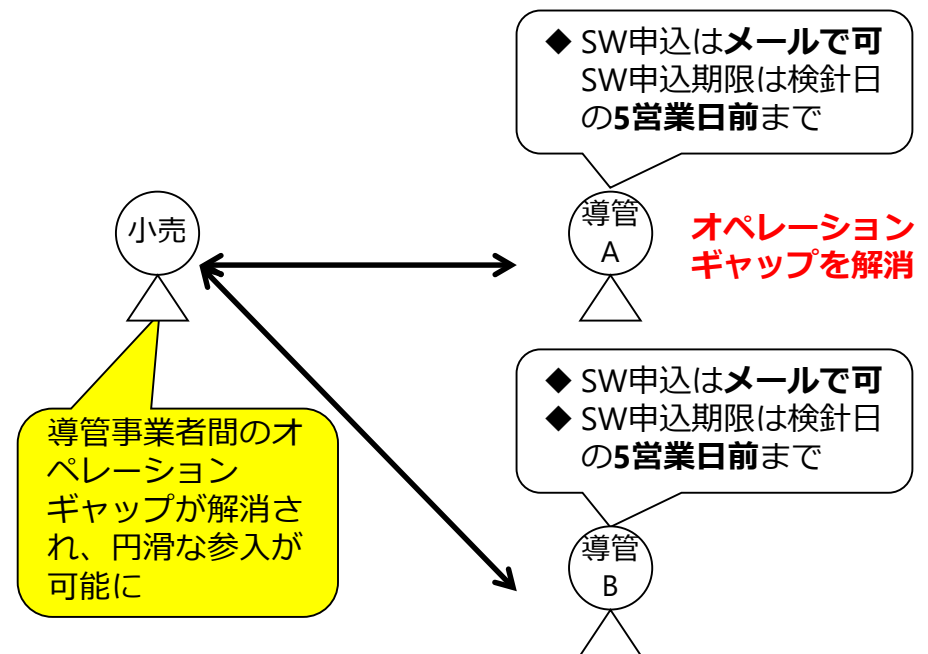 ◆ SW申込はメールで可
SW申込期限は検針日
の5営業日前まで
小売
導管
A
オペレーション
ギャップを解消
◆ SW申込はメールで可
◆ SW申込期限は検針日
の5営業日前まで
導管事業者間のオ
ペレーション
ギャップが解消さ
れ、円滑な参入が
可能に
導管
B